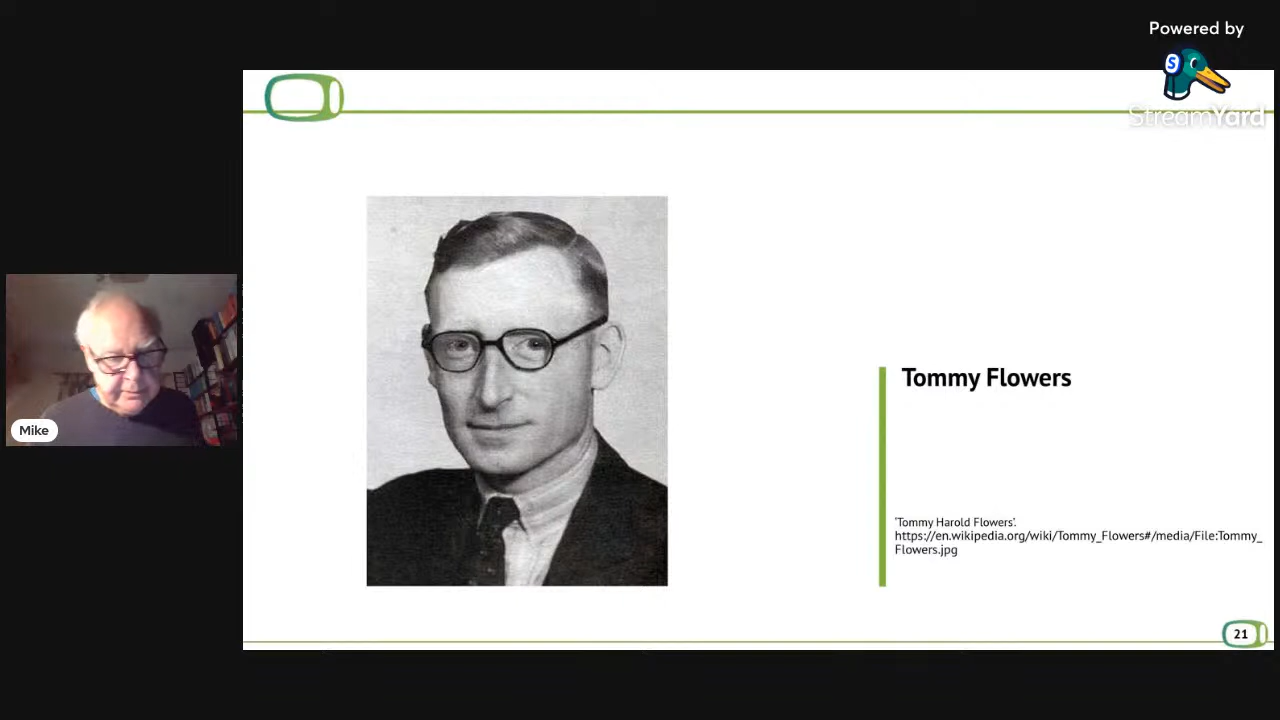 Powered by
S
StreamYard
Tommy Flowers
'Tommy Harold Flowers'.
https://en.wikipedia.org/wiki/Tommy_Flowers#/media/File:Tommy_
Flowers.jpg
Mike
21